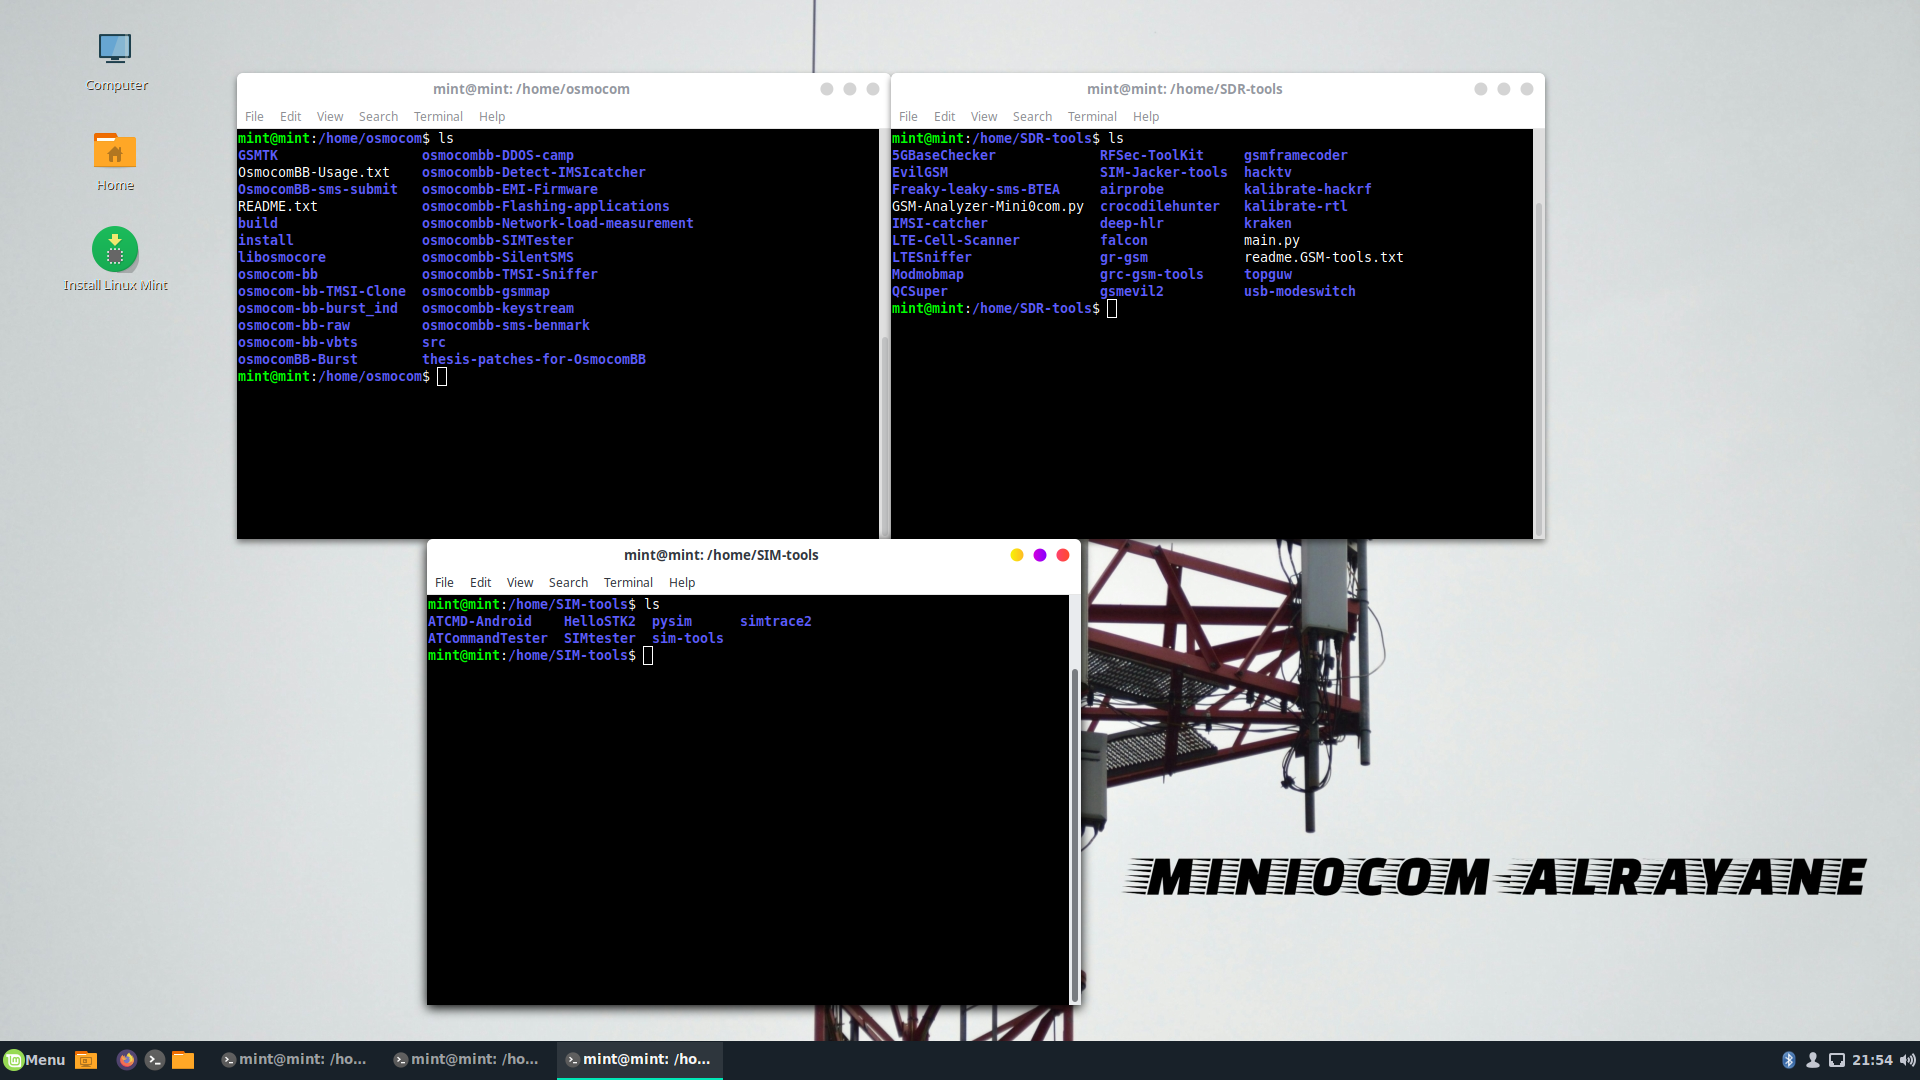 Computer
Home
Install Linux Mint
mint@mint: /home/osmocom
File Edit View Search Terminal Help
mint@mint:/home/osmocom$ ls
GSMTK osmocombb-DDOS-camp
OsmocomBB-Usage.txt osmocombb-Detect-IMSIcatcher
OsmocomBB-sms-submit osmocombb-EMI-Firmware
README.txt osmocombb-Flashing-applications
build osmocombb-Network-load-measurement
install osmocombb-SIMTester
libosmocore osmocombb-SilentSMS
osmocom-bb osmocombb-TMSI-Sniffer
osmocom-bb-TMSI-Clone osmocombb-gsmmap
osmocom-bb-burst_ind osmocombb-keystream
osmocom-bb-raw osmocombb-sms-benmark
osmocom-bb-vbts src
osmocomBB-Burst thesis-patches-for-OsmocomBB
mint@mint:/home/osmocom$
mint@mint: /home/SDR-tools
File Edit View Search Terminal Help
mint@mint:/home/SDR-tools$ ls
5GBaseChecker RFSec-ToolKit gsmframecoder
EvilGSM SIM-Jacker-tools hacktv
Freaky-leaky-sms-BTEA airprobe kalibrate-hackrf
GSM-Analyzer-Mini0com.py crocodilehunter kalibrate-rtl
IMSI-catcher deep-hlr kraken
LTE-Cell-Scanner falcon main.py
LTESniffer gr-gsm readme.GSM-tools.txt
Modmobmap grc-gsm-tools topguw
QCSuper gsmevil2 usb-modeswitch
mint@mint:/home/SDR-tools$
mint@mint: /home/SIM-tools
File Edit View Search Terminal Help
mint@mint:/home/SIM-tools$ ls
ATCMD-Android HelloSTK2 pysim simtrace2
ATCommandTester SIMtester sim-tools
mint@mint:/home/SIM-tools$
MINIOCOM-ALRAYANE
Menu mint@mint: /ho... mint@mint: /ho... mint@mint: /ho... 21:54